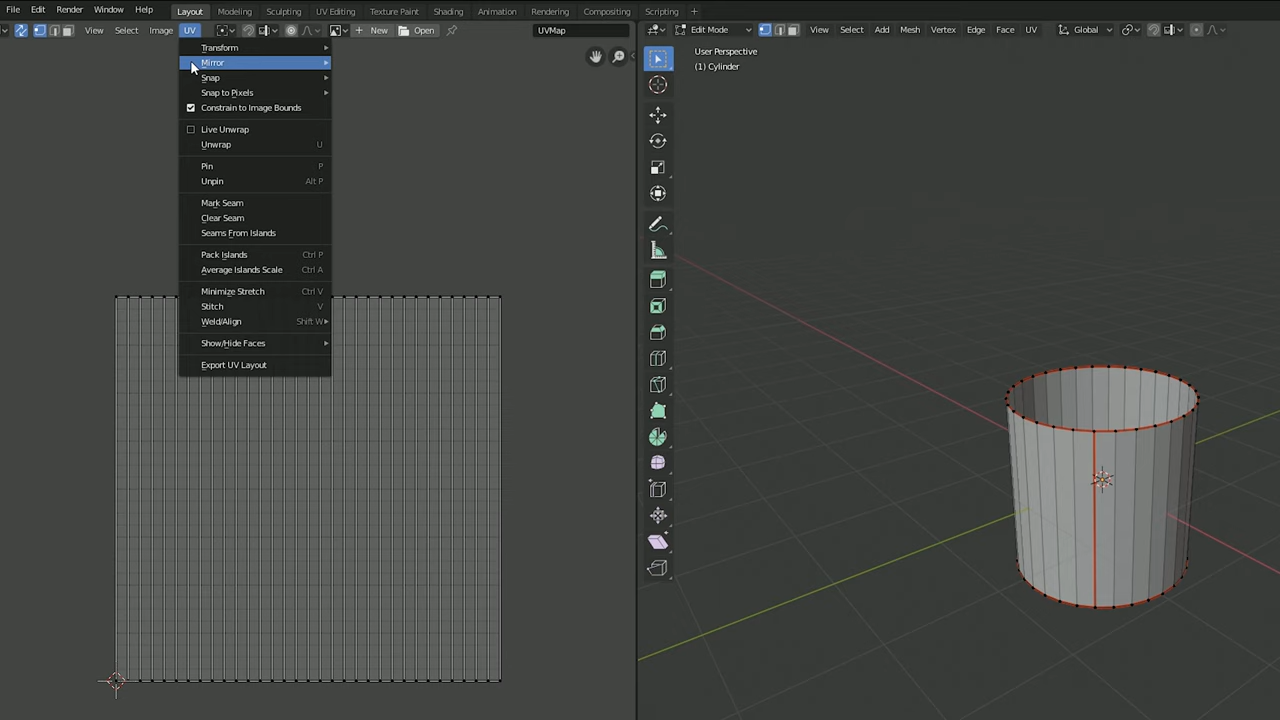 File Edit Render Window Help Layout Modeling Sculpting UV Editing Texture Paint Shading Animation Rendering Compositing Scripting +
View Select Image UV New Open UVMap Edit Mode View Select Add Mesh Vertex Edge Face UV Global
Transform
Mirror
Snap
Snap to Pixels
Constrain to Image Bounds
Live Unwrap
Unwrap U
Pin P
Unpin Alt P
Mark Seam
Clear Seam
Seams From Islands
Pack Islands Ctrl P
Average Islands Scale Ctrl A
Minimize Stretch Ctrl V
Stitch V
Weld/Align Shift W
Show/Hide Faces
Export UV Layout
User Perspective
(1) Cylinder